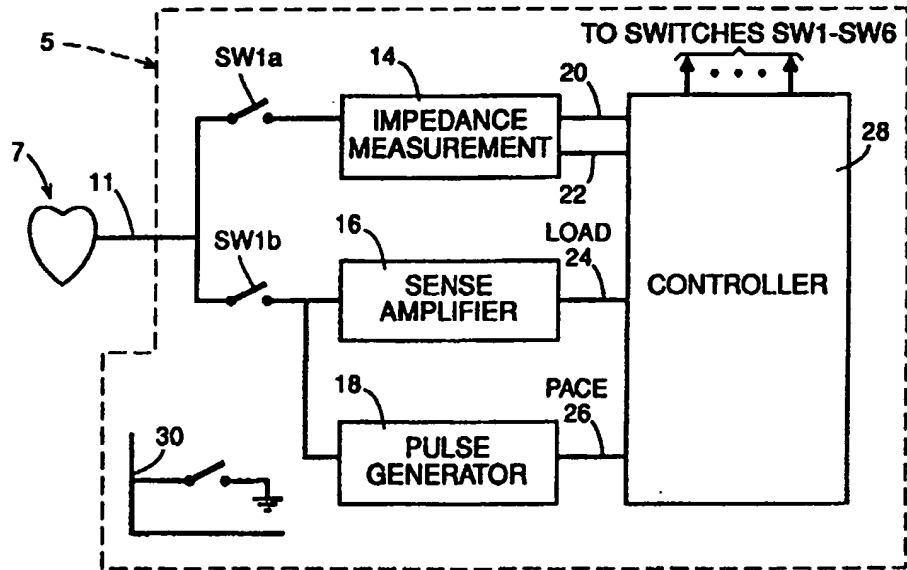 5
TO SWITCHES SW1-SW6
SW1a
14
20
IMPEDANCE
MEASUREMENT
28
7
11
22
SW1b
16
LOAD
24
SENSE
AMPLIFIER
CONTROLLER
18
PACE
26
30
PULSE
GENERATOR